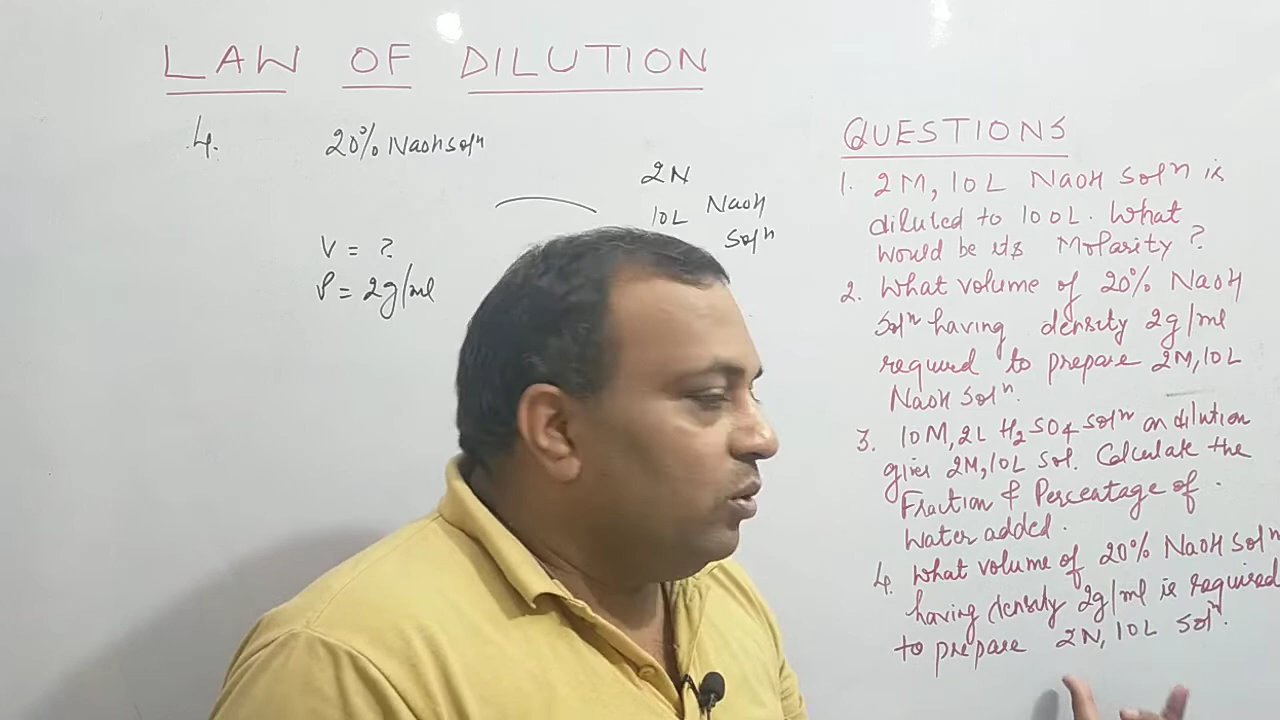 LAW OF DILUTION
4. 20% NaOH Solⁿ
2N
10L NaOH
Solⁿ
V = ?
ρ = 2g/ml
QUESTIONS
1. 2M, 10L NaOH Solⁿ is
diluted to 100L. What
would be its Molarity?
2. What volume of 20% NaOH
Solⁿ having density 2g/ml
required to prepare 2M, 10L
NaOH Solⁿ.
3. 10M, 2L H₂SO₄ Solⁿ on dilution
gives 2M, 10L Sol. Calculate the
Fraction & Percentage of
Water added.
4. What volume of 20% NaOH Solⁿ
having density 2g/ml is required
to prepare 2N, 10L Solⁿ.